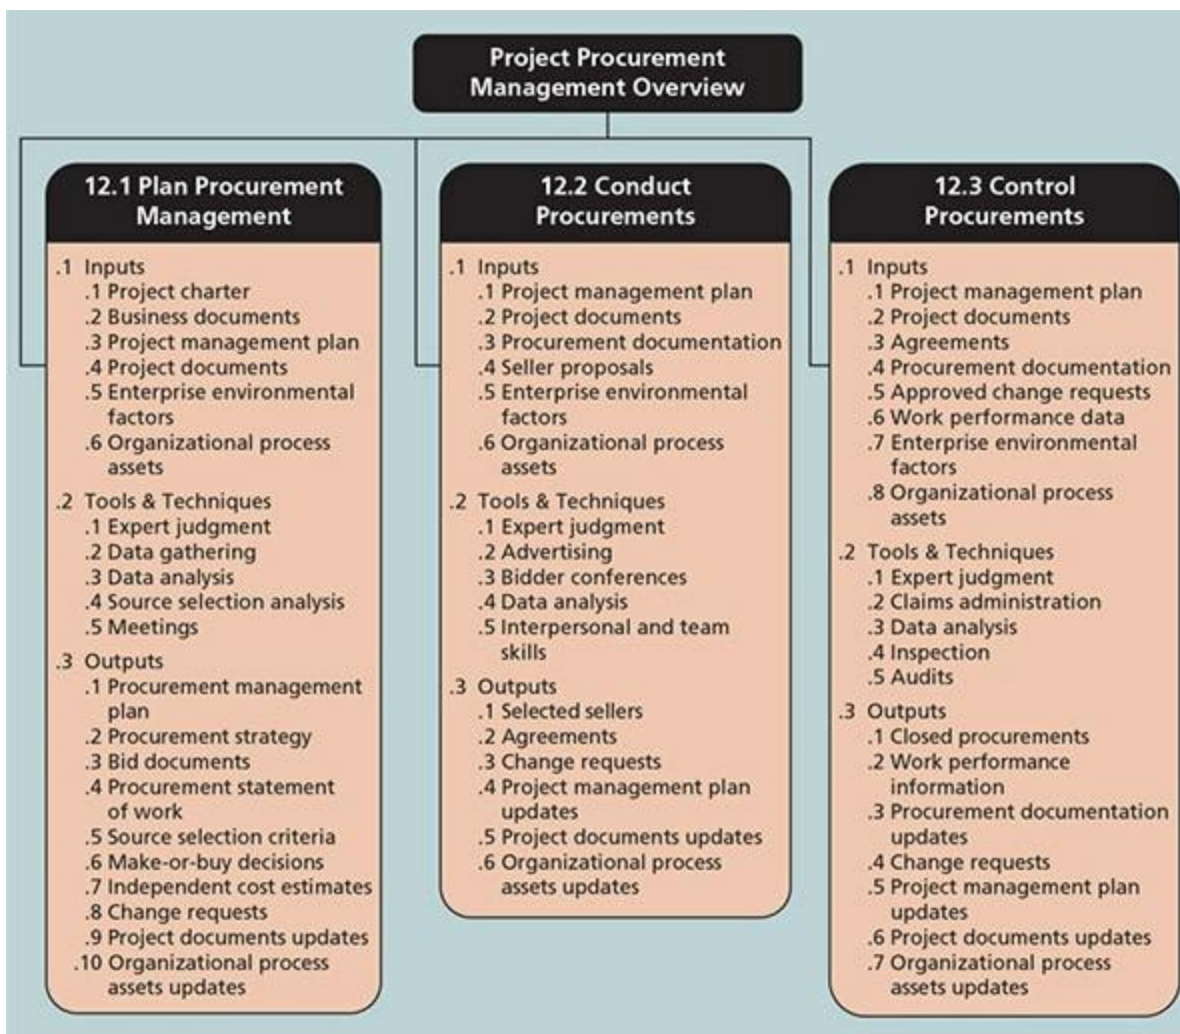 Project Procurement
Management Overview
12.1 Plan Procurement
Management
.1 Inputs
.1 Project charter
.2 Business documents
.3 Project management plan
.4 Project documents
.5 Enterprise environmental
factors
.6 Organizational process
assets
.2 Tools & Techniques
.1 Expert judgment
.2 Data gathering
.3 Data analysis
.4 Source selection analysis
.5 Meetings
.3 Outputs
.1 Procurement management
plan
.2 Procurement strategy
.3 Bid documents
.4 Procurement statement
of work
.5 Source selection criteria
.6 Make-or-buy decisions
.7 Independent cost estimates
.8 Change requests
.9 Project documents updates
.10 Organizational process
assets updates
12.2 Conduct
Procurements
.1 Inputs
.1 Project management plan
.2 Project documents
.3 Procurement documentation
.4 Seller proposals
.5 Enterprise environmental
factors
.6 Organizational process
assets
.2 Tools & Techniques
.1 Expert judgment
.2 Advertising
.3 Bidder conferences
.4 Data analysis
.5 Interpersonal and team
skills
.3 Outputs
.1 Selected sellers
.2 Agreements
.3 Change requests
.4 Project management plan
updates
.5 Project documents updates
.6 Organizational process
assets updates
12.3 Control
Procurements
.1 Inputs
.1 Project management plan
.2 Project documents
.3 Agreements
.4 Procurement documentation
.5 Approved change requests
.6 Work performance data
.7 Enterprise environmental
factors
.8 Organizational process
assets
.2 Tools & Techniques
.1 Expert judgment
.2 Claims administration
.3 Data analysis
.4 Inspection
.5 Audits
.3 Outputs
.1 Closed procurements
.2 Work performance
information
.3 Procurement documentation
updates
.4 Change requests
.5 Project management plan
updates
.6 Project documents updates
.7 Organizational process
assets updates